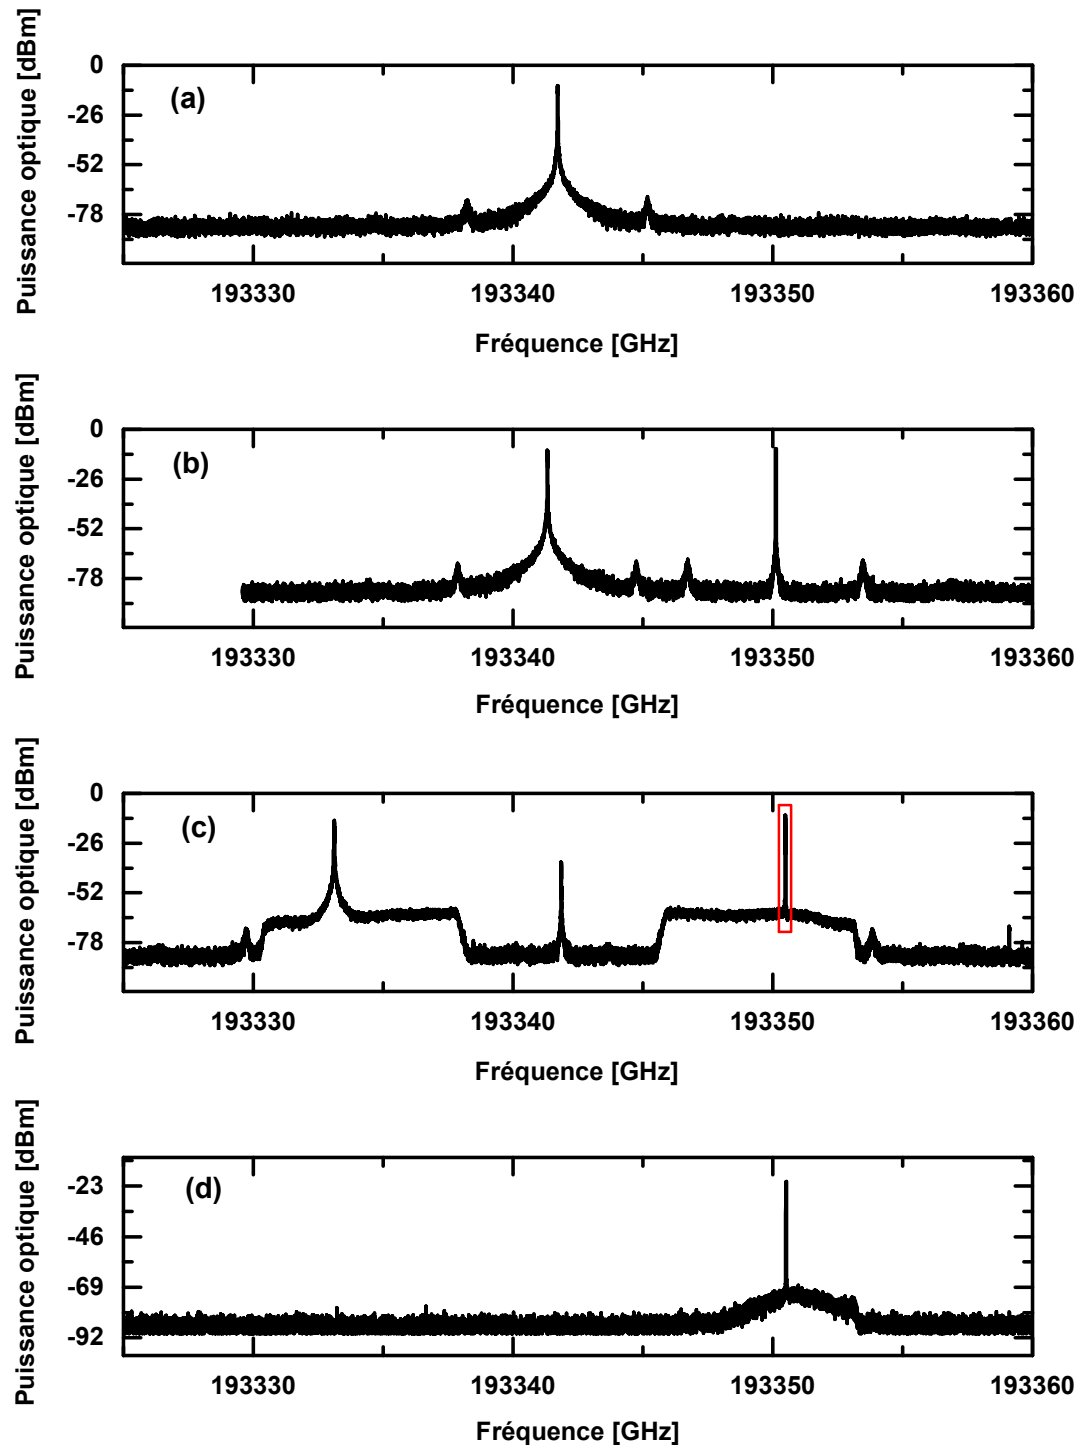 Puissance optique [dBm]
(a)
0
-26
-52
-78
193330 193340 193350 193360
Fréquence [GHz]
Puissance optique [dBm]
(b)
0
-26
-52
-78
193330 193340 193350 193360
Fréquence [GHz]
Puissance optique [dBm]
(c)
0
-26
-52
-78
193330 193340 193350 193360
Fréquence [GHz]
Puissance optique [dBm]
(d)
-23
-46
-69
-92
193330 193340 193350 193360
Fréquence [GHz]